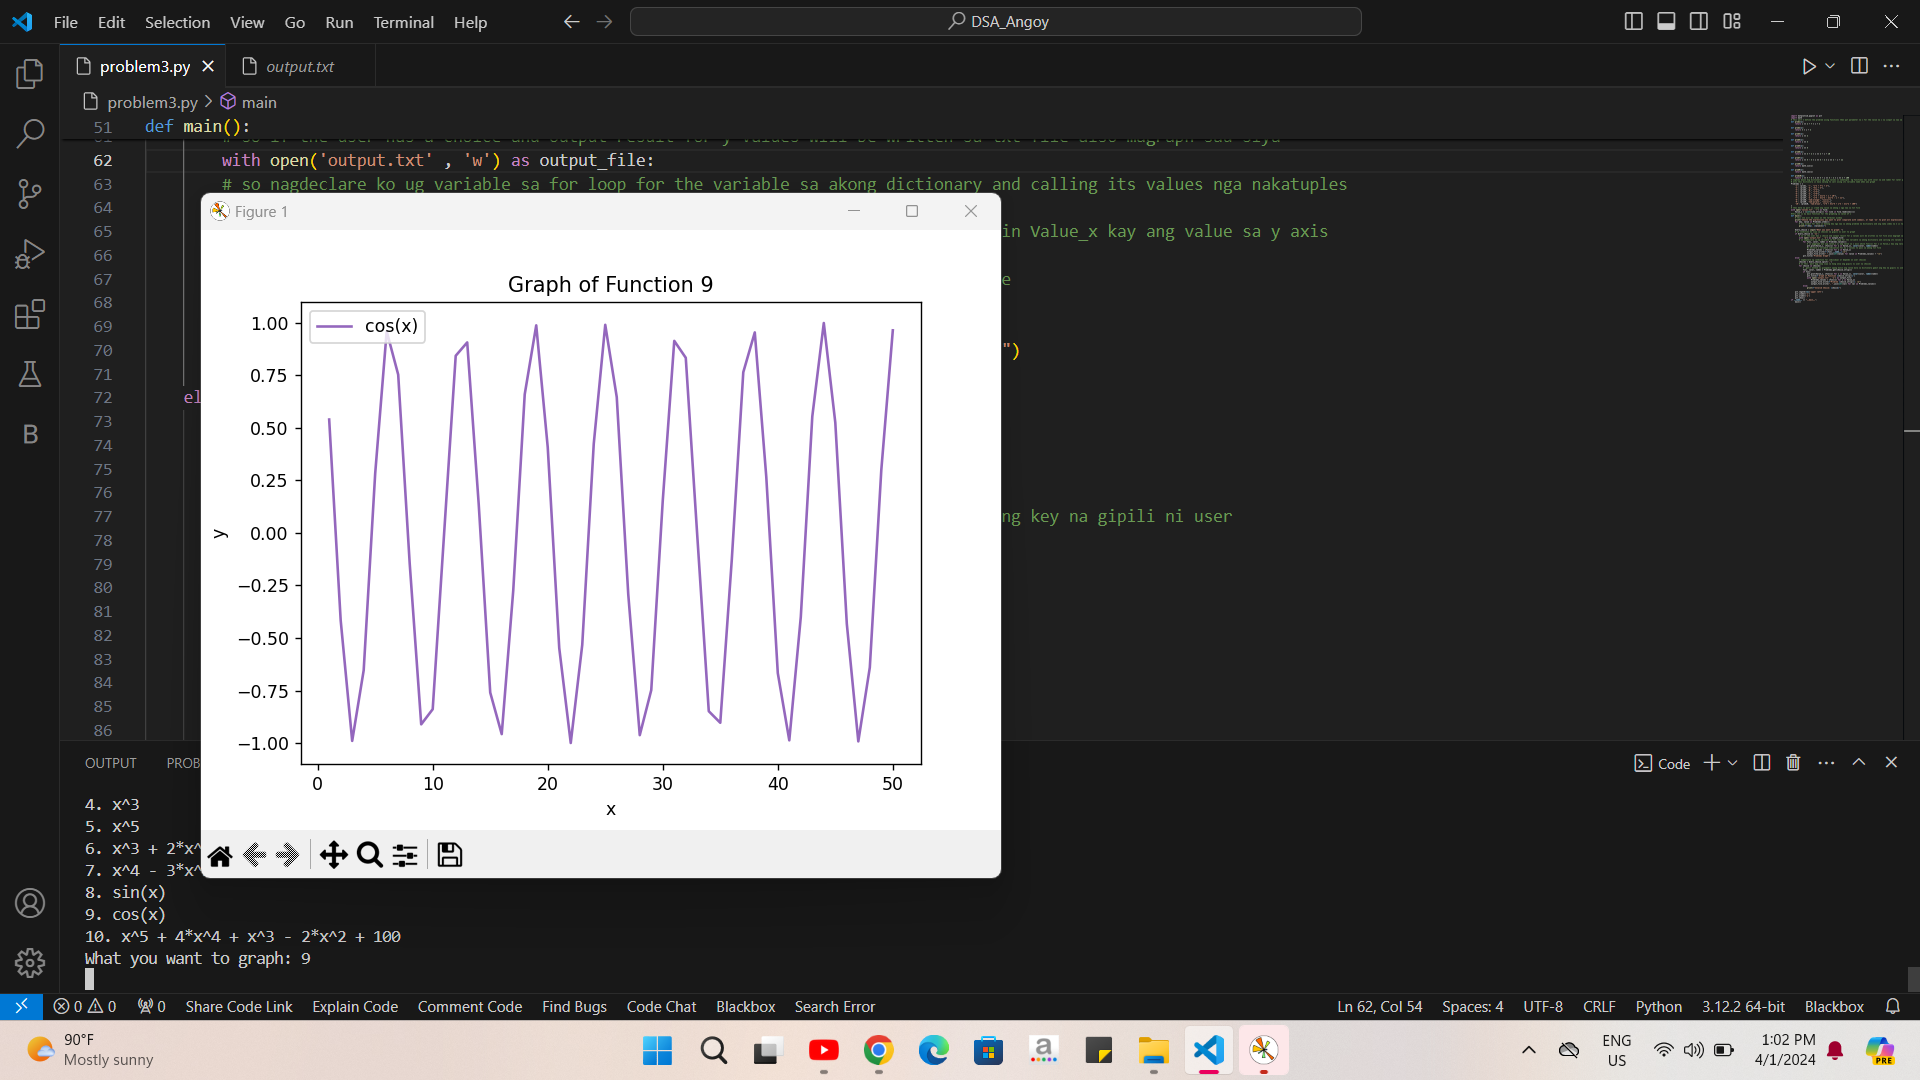 File Edit Selection View Go Run Terminal Help
DSA_Angoy
problem3.py
output.txt
problem3.py > main
51 def main():
62 with open('output.txt' , 'w') as output_file:
63 # so nagdeclare ko ug variable sa for loop for the variable sa akong dictionary and calling its values nga nakatuples
64
65 in Value_x kay ang value sa y axis
66
67 e
68
69
70 ")
71
72 el
73
74
75
76
77 ng key na gipili ni user
78
79
80
81
82
83
84
85
86
Figure 1
Graph of Function 9
cos(x)
1.00
0.75
0.50
0.25
0.00
−0.25
−0.50
−0.75
−1.00
y
0 10 20 30 40 50
x
OUTPUT PROB
Code
4. x^3
5. x^5
6. x^3 + 2*x^
7. x^4 - 3*x^
8. sin(x)
9. cos(x)
10. x^5 + 4*x^4 + x^3 - 2*x^2 + 100
What you want to graph: 9
0 0 0 Share Code Link Explain Code Comment Code Find Bugs Code Chat Blackbox Search Error
Ln 62, Col 54 Spaces: 4 UTF-8 CRLF Python 3.12.2 64-bit Blackbox
90°F
Mostly sunny
ENG
US
1:02 PM
4/1/2024
PRE